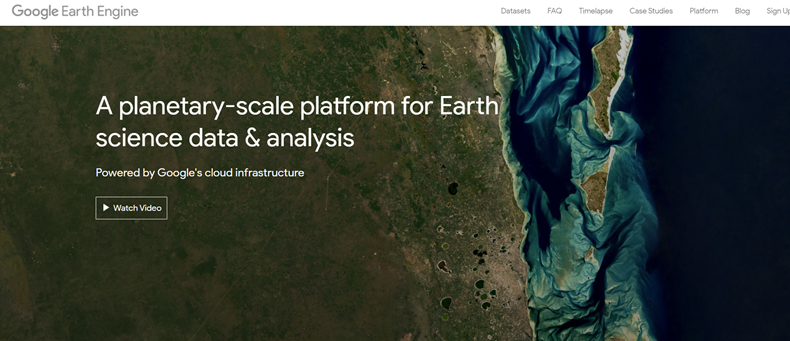 Google Earth Engine
Datasets FAQ Timelapse Case Studies Platform Blog Sign Up
A planetary-scale platform for Earth
science data & analysis
Powered by Google's cloud infrastructure
Watch Video